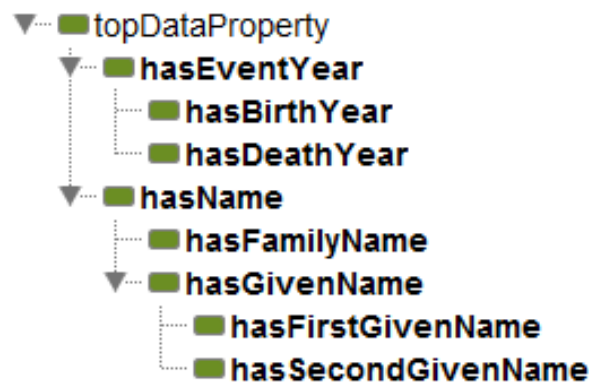 topDataProperty
hasEventYear
hasBirthYear
hasDeathYear
hasName
hasFamilyName
hasGivenName
hasFirstGivenName
hasSecondGivenName